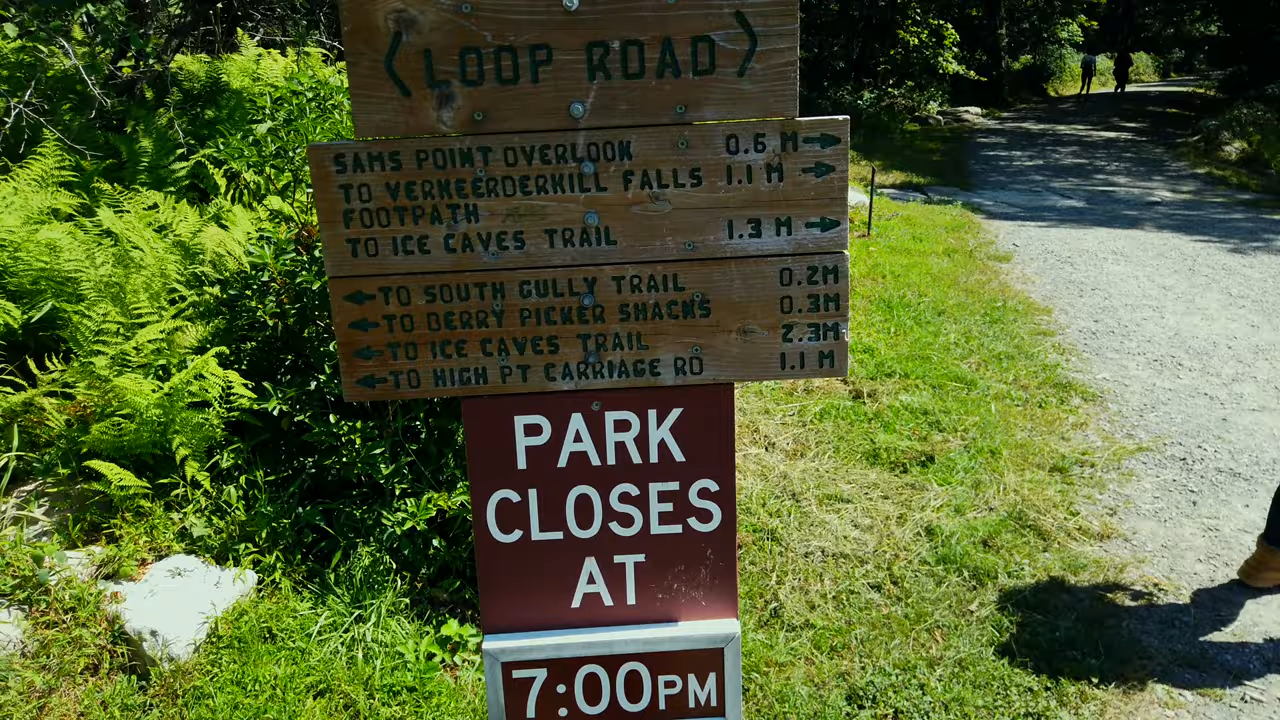 < LOOP ROAD >
SAMS POINT OVERLOOK 0.6 M →
TO VERKEERDERKILL FALLS 1.1 M →
FOOTPATH
TO ICE CAVES TRAIL 1.3 M →
← TO SOUTH GULLY TRAIL 0.2M
← TO BERRY PICKER SHACKS 0.3M
← TO ICE CAVES TRAIL 2.3M
← TO HIGH PT CARRIAGE RD 1.1 M
PARK
CLOSES
AT
7:00PM